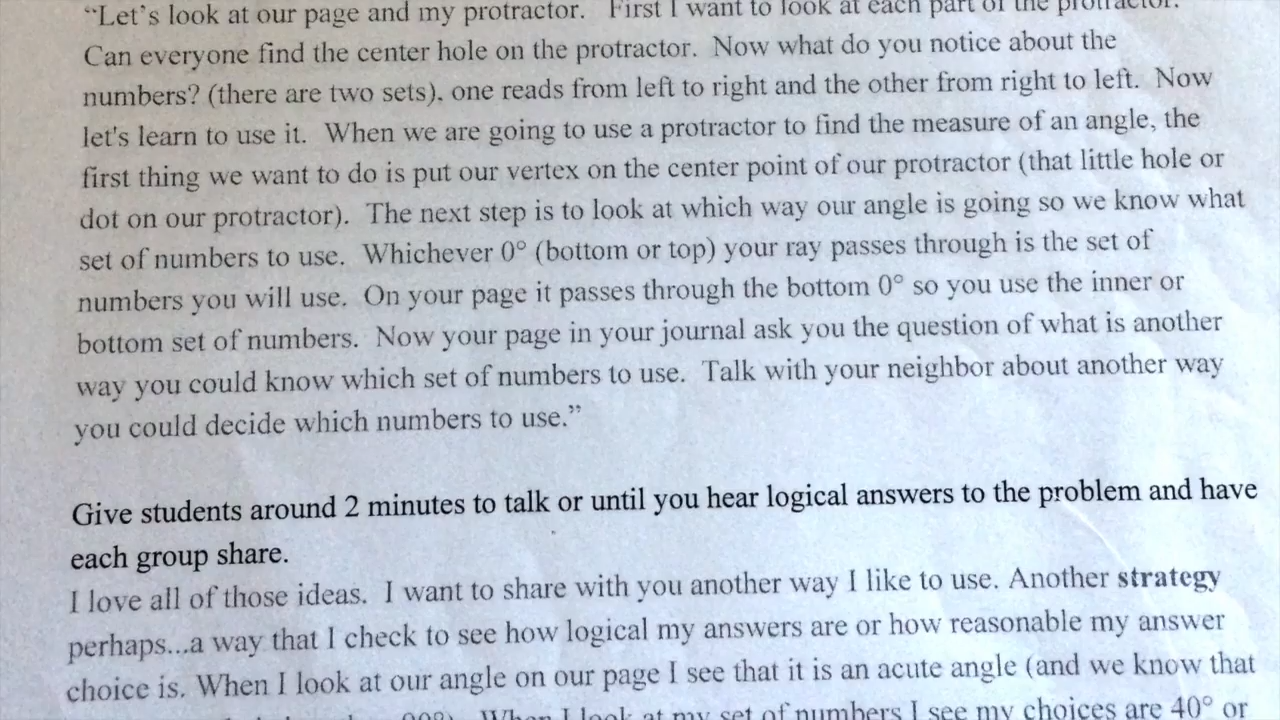 “Let’s look at our page and my protractor. First I want to look at each part of the protractor.
Can everyone find the center hole on the protractor. Now what do you notice about the
numbers? (there are two sets). one reads from left to right and the other from right to left. Now
let's learn to use it. When we are going to use a protractor to find the measure of an angle, the
first thing we want to do is put our vertex on the center point of our protractor (that little hole or
dot on our protractor). The next step is to look at which way our angle is going so we know what
set of numbers to use. Whichever 0° (bottom or top) your ray passes through is the set of
numbers you will use. On your page it passes through the bottom 0° so you use the inner or
bottom set of numbers. Now your page in your journal ask you the question of what is another
way you could know which set of numbers to use. Talk with your neighbor about another way
you could decide which numbers to use.”
Give students around 2 minutes to talk or until you hear logical answers to the problem and have
each group share.
I love all of those ideas. I want to share with you another way I like to use. Another strategy
perhaps...a way that I check to see how logical my answers are or how reasonable my answer
choice is. When I look at our angle on our page I see that it is an acute angle (and we know that
When I look at my set of numbers I see my choices are 40° or